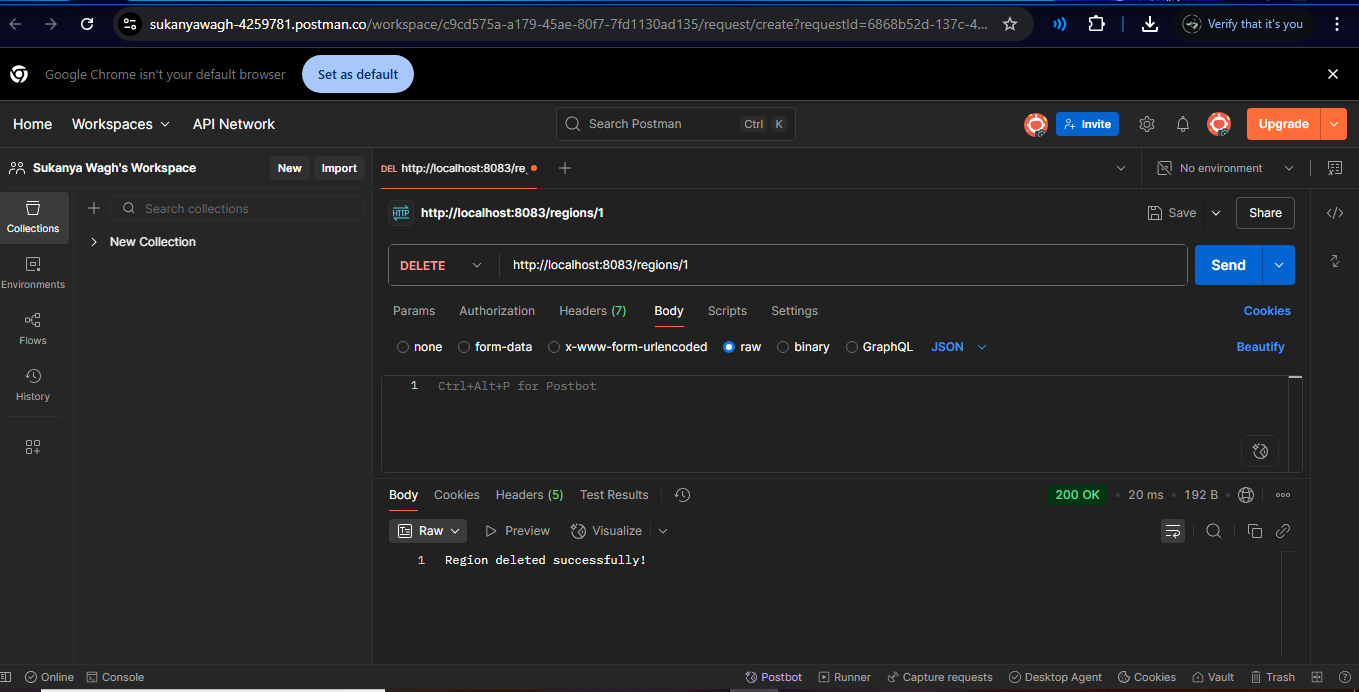 sukanyawagh-4259781.postman.co/workspace/c9cd575a-a179-45ae-80f7-7fd1130ad135/request/create?requestId=6868b52d-137c-4...
Verify that it's you
Google Chrome isn't your default browser
Set as default
Home
Workspaces
API Network
Search Postman
Ctrl K
Invite
Upgrade
Sukanya Wagh's Workspace
New
Import
DEL http://localhost:8083/re
No environment
Collections
Environments
Flows
History
Search collections
New Collection
HTTP http://localhost:8083/regions/1
Save
Share
DELETE
http://localhost:8083/regions/1
Send
Params
Authorization
Headers (7)
Body
Scripts
Settings
Cookies
none
form-data
x-www-form-urlencoded
raw
binary
GraphQL
JSON
Beautify
1 Ctrl+Alt+P for Postbot
Body
Cookies
Headers (5)
Test Results
200 OK
20 ms
192 B
Raw
Preview
Visualize
1 Region deleted successfully!
Online
Console
Postbot
Runner
Capture requests
Desktop Agent
Cookies
Vault
Trash